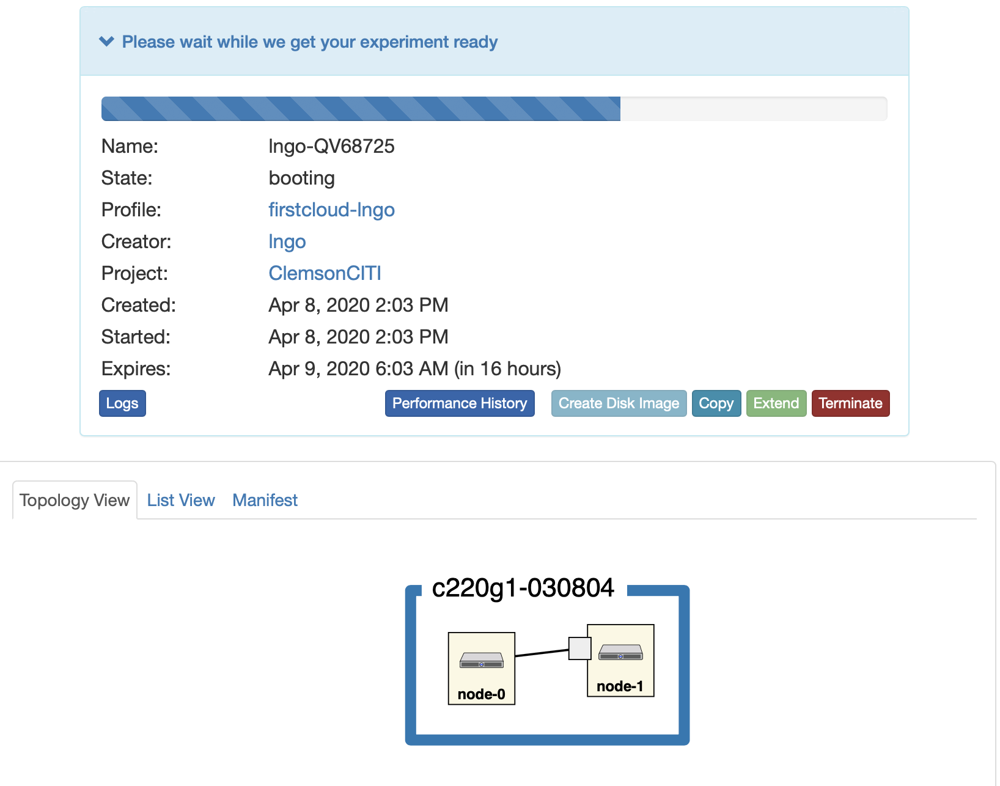 Please wait while we get your experiment ready
Name: lngo-QV68725
State: booting
Profile: firstcloud-lngo
Creator: lngo
Project: ClemsonCITI
Created: Apr 8, 2020 2:03 PM
Started: Apr 8, 2020 2:03 PM
Expires: Apr 9, 2020 6:03 AM (in 16 hours)
Logs Performance History Create Disk Image Copy Extend Terminate
Topology View List View Manifest
c220g1-030804
node-0 node-1